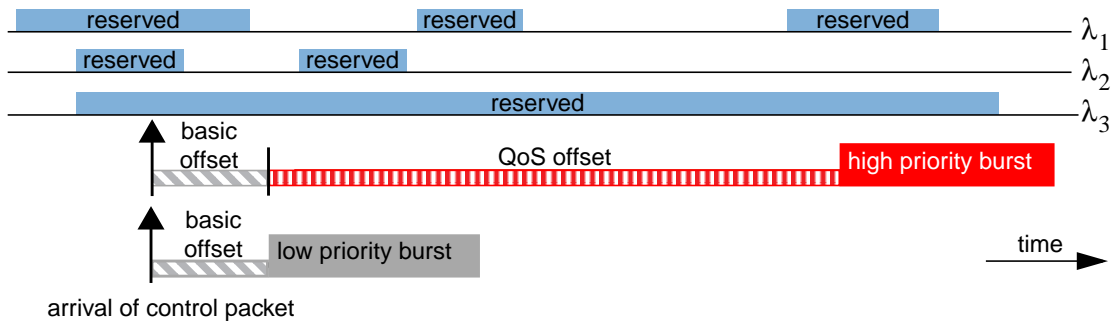 reserved reserved reserved λ1
reserved reserved λ2
reserved λ3
basic
offset
QoS offset
high priority burst
basic
offset
low priority burst
time
arrival of control packet